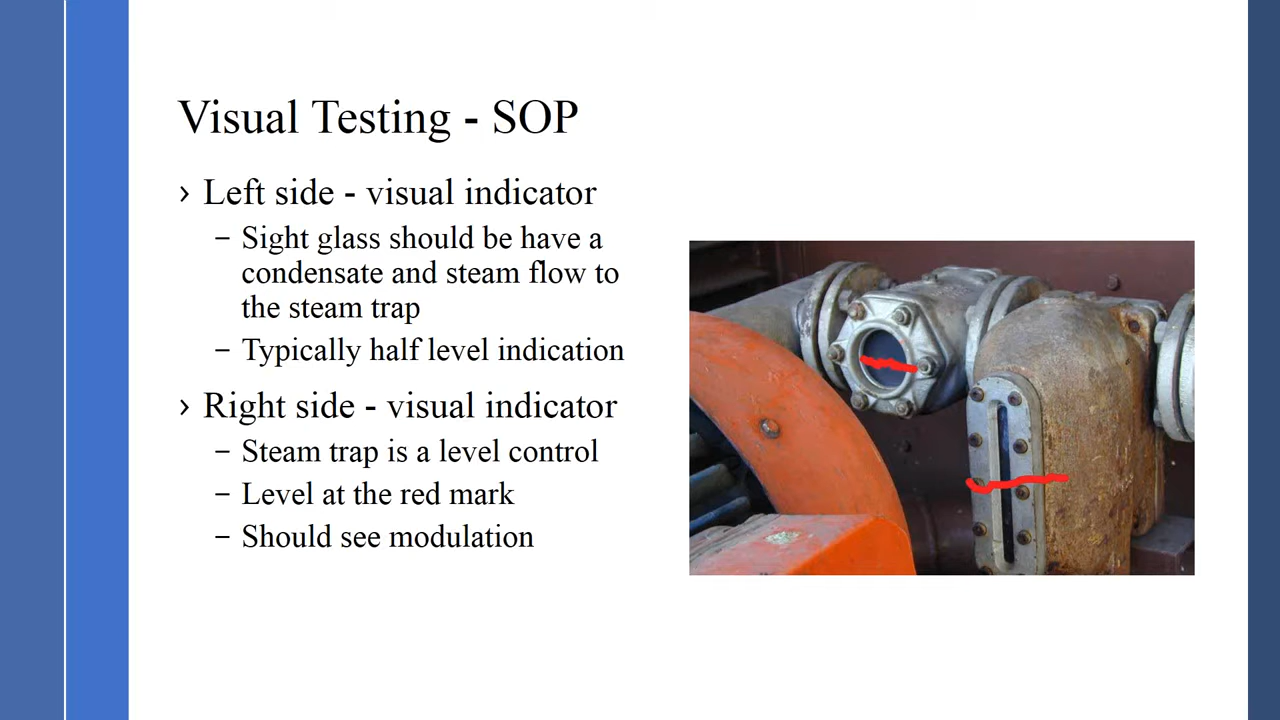 Visual Testing - SOP
› Left side - visual indicator
– Sight glass should be have a
condensate and steam flow to
the steam trap
– Typically half level indication
› Right side - visual indicator
– Steam trap is a level control
– Level at the red mark
– Should see modulation